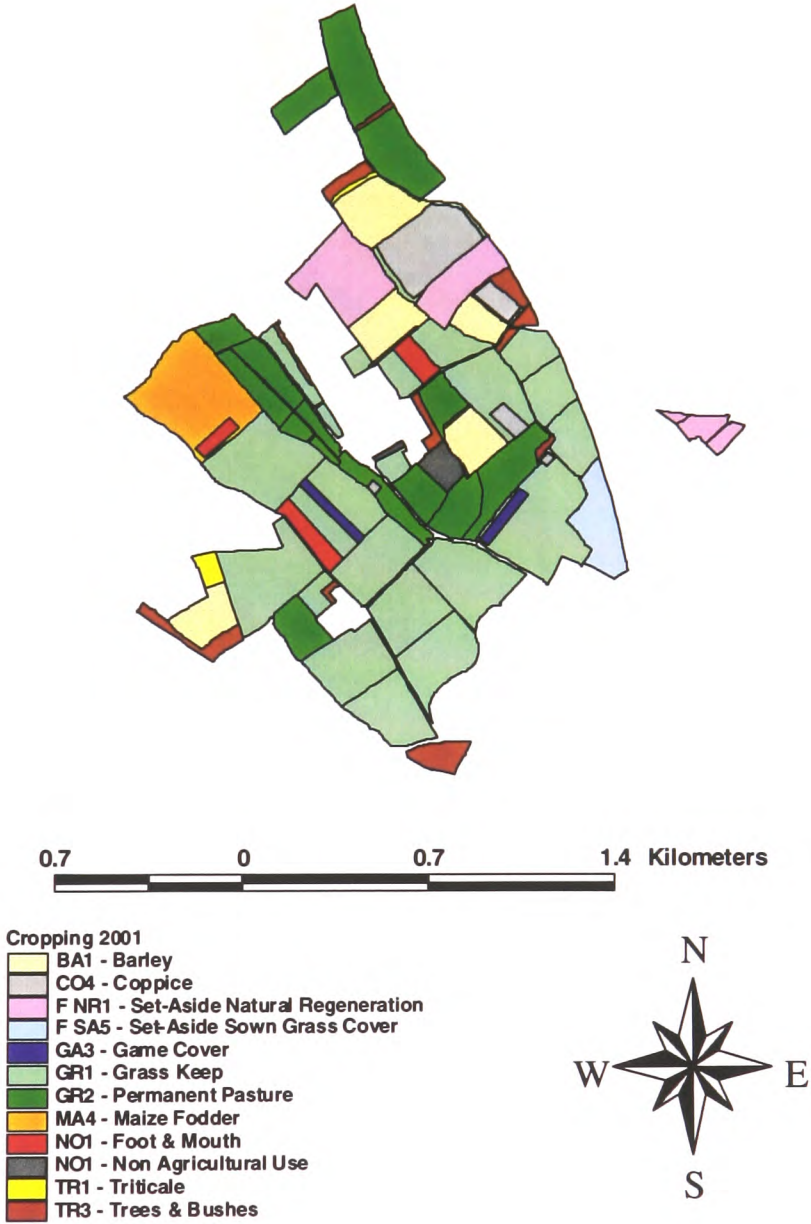 0.7 0 0.7 1.4 Kilometers
Cropping 2001
BA1 - Barley
CO4 - Coppice
F NR1 - Set-Aside Natural Regeneration
F SA5 - Set-Aside Sown Grass Cover
GA3 - Game Cover
GR1 - Grass Keep
GR2 - Permanent Pasture
MA4 - Maize Fodder
NO1 - Foot & Mouth
NO1 - Non Agricultural Use
TR1 - Triticale
TR3 - Trees & Bushes
N
W E
S